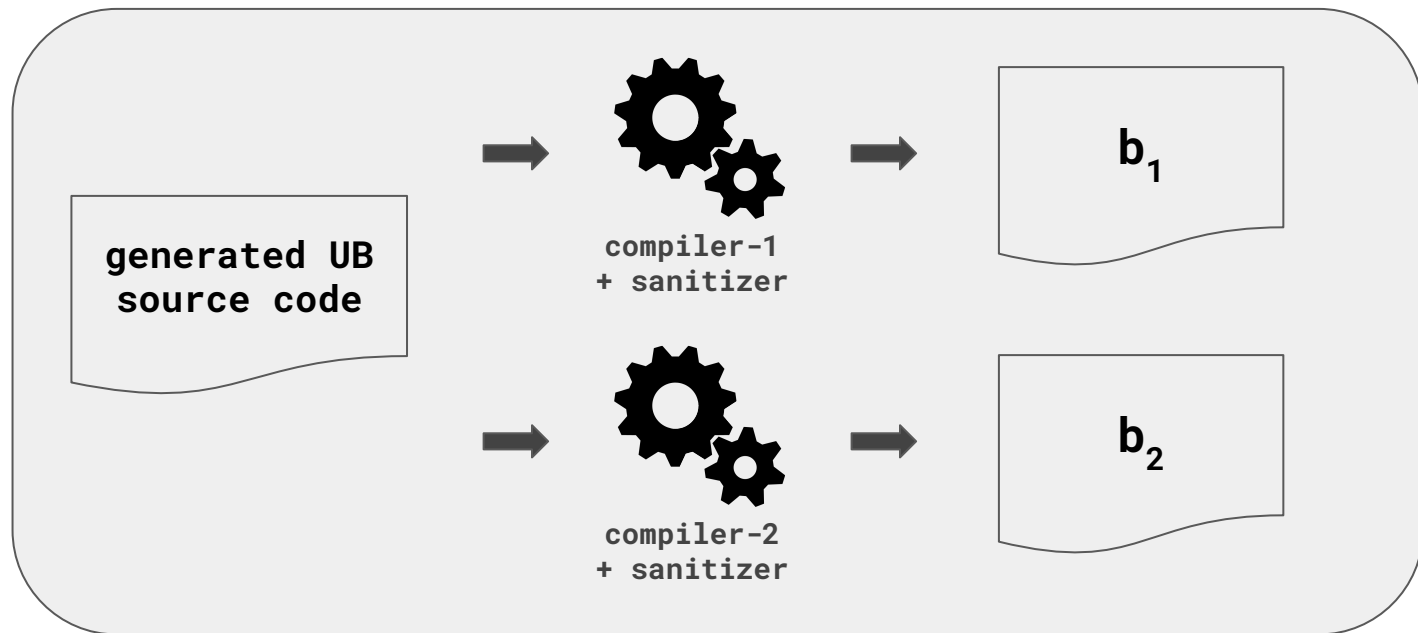 generated UB
source code
compiler-1
+ sanitizer
b₁
compiler-2
+ sanitizer
b₂